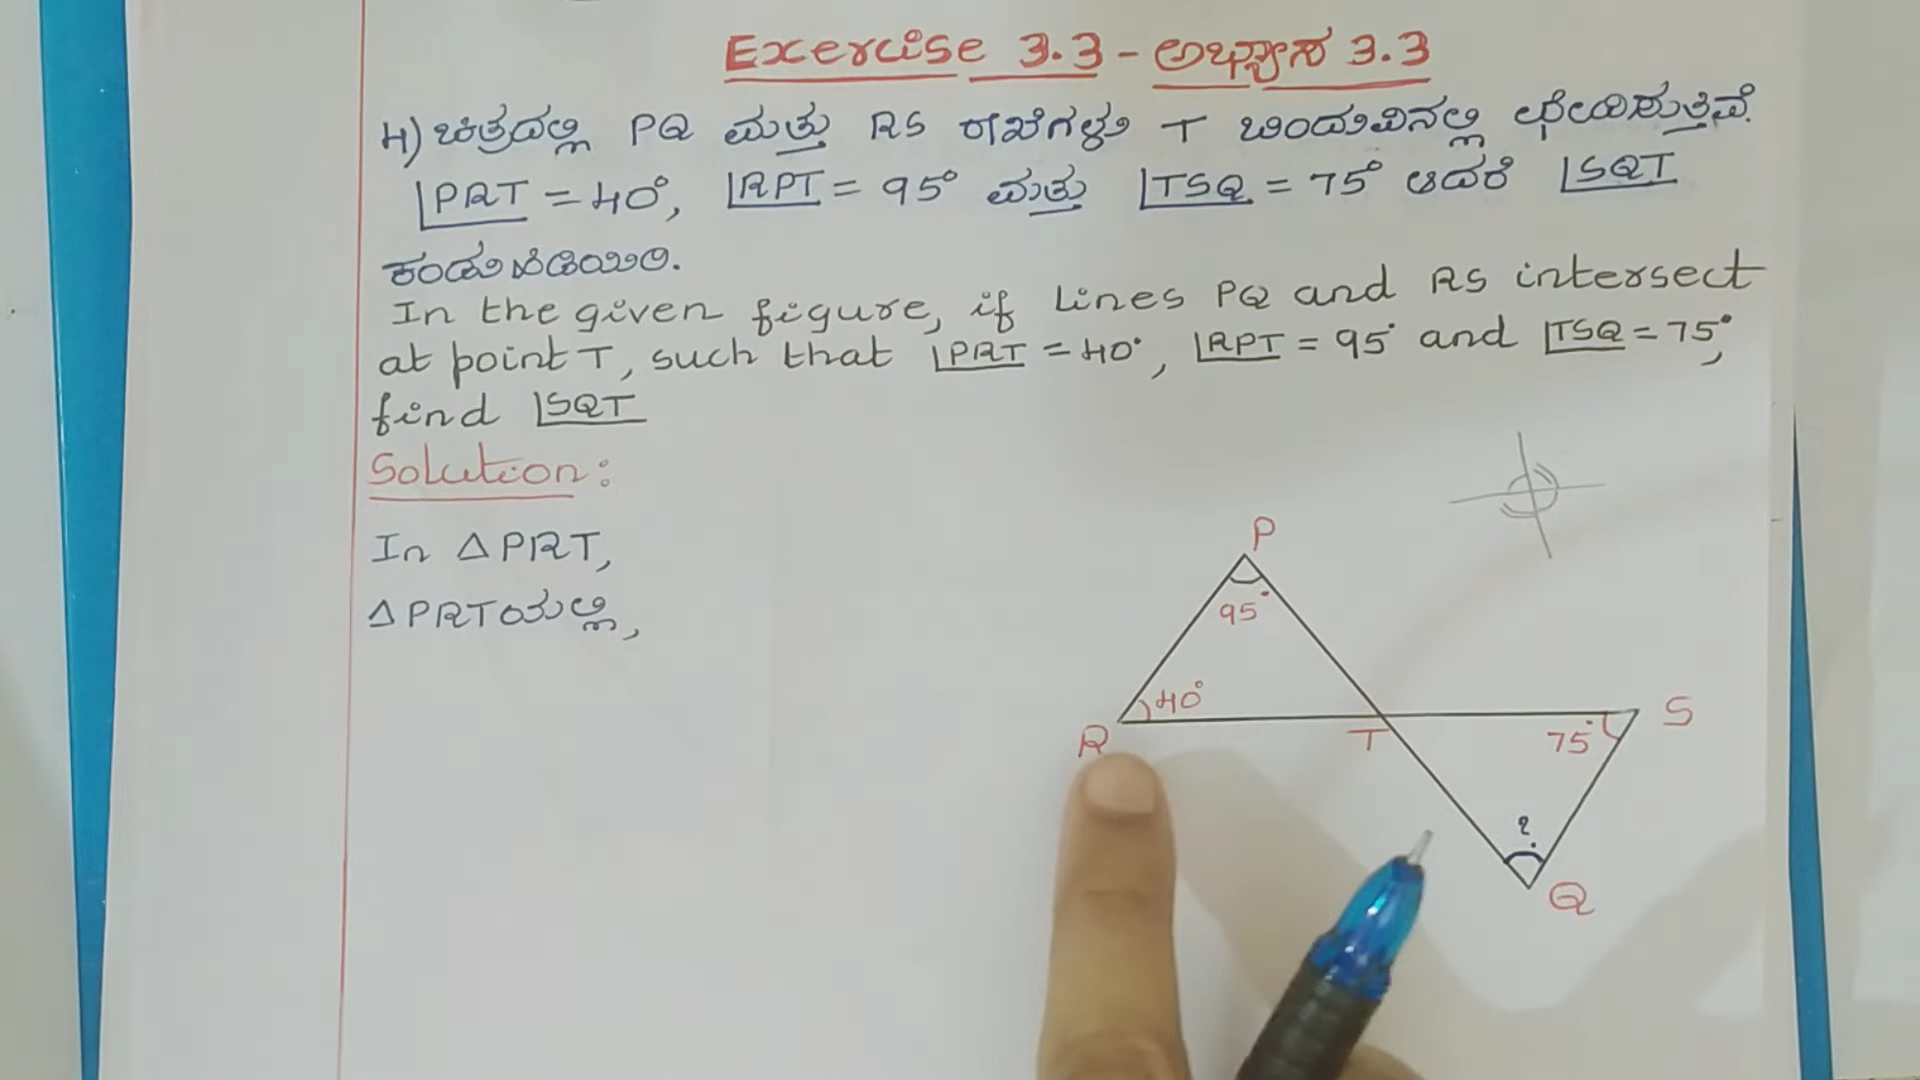 Exercise 3.3 - ಅಭ್ಯಾಸ 3.3
4) ಚಿತ್ರದಲ್ಲಿ PQ ಮತ್ತು RS ರೇಖೆಗಳು T ಬಿಂದುವಿನಲ್ಲಿ ಛೇಧಿಸುತ್ತವೆ.
∠PRT = 40°, ∠RPT = 95° ಮತ್ತು ∠TSQ = 75° ಆದರೆ ∠SQT
ಕಂಡುಹಿಡಿಯಿರಿ.
In the given figure, if lines PQ and RS intersect
at point T, such that ∠PRT = 40°, ∠RPT = 95° and ∠TSQ = 75°,
find ∠SQT
Solution:
In △PRT,
△PRTಯಲ್ಲಿ,
P
95°
40°
R
T
75°
S
?
Q